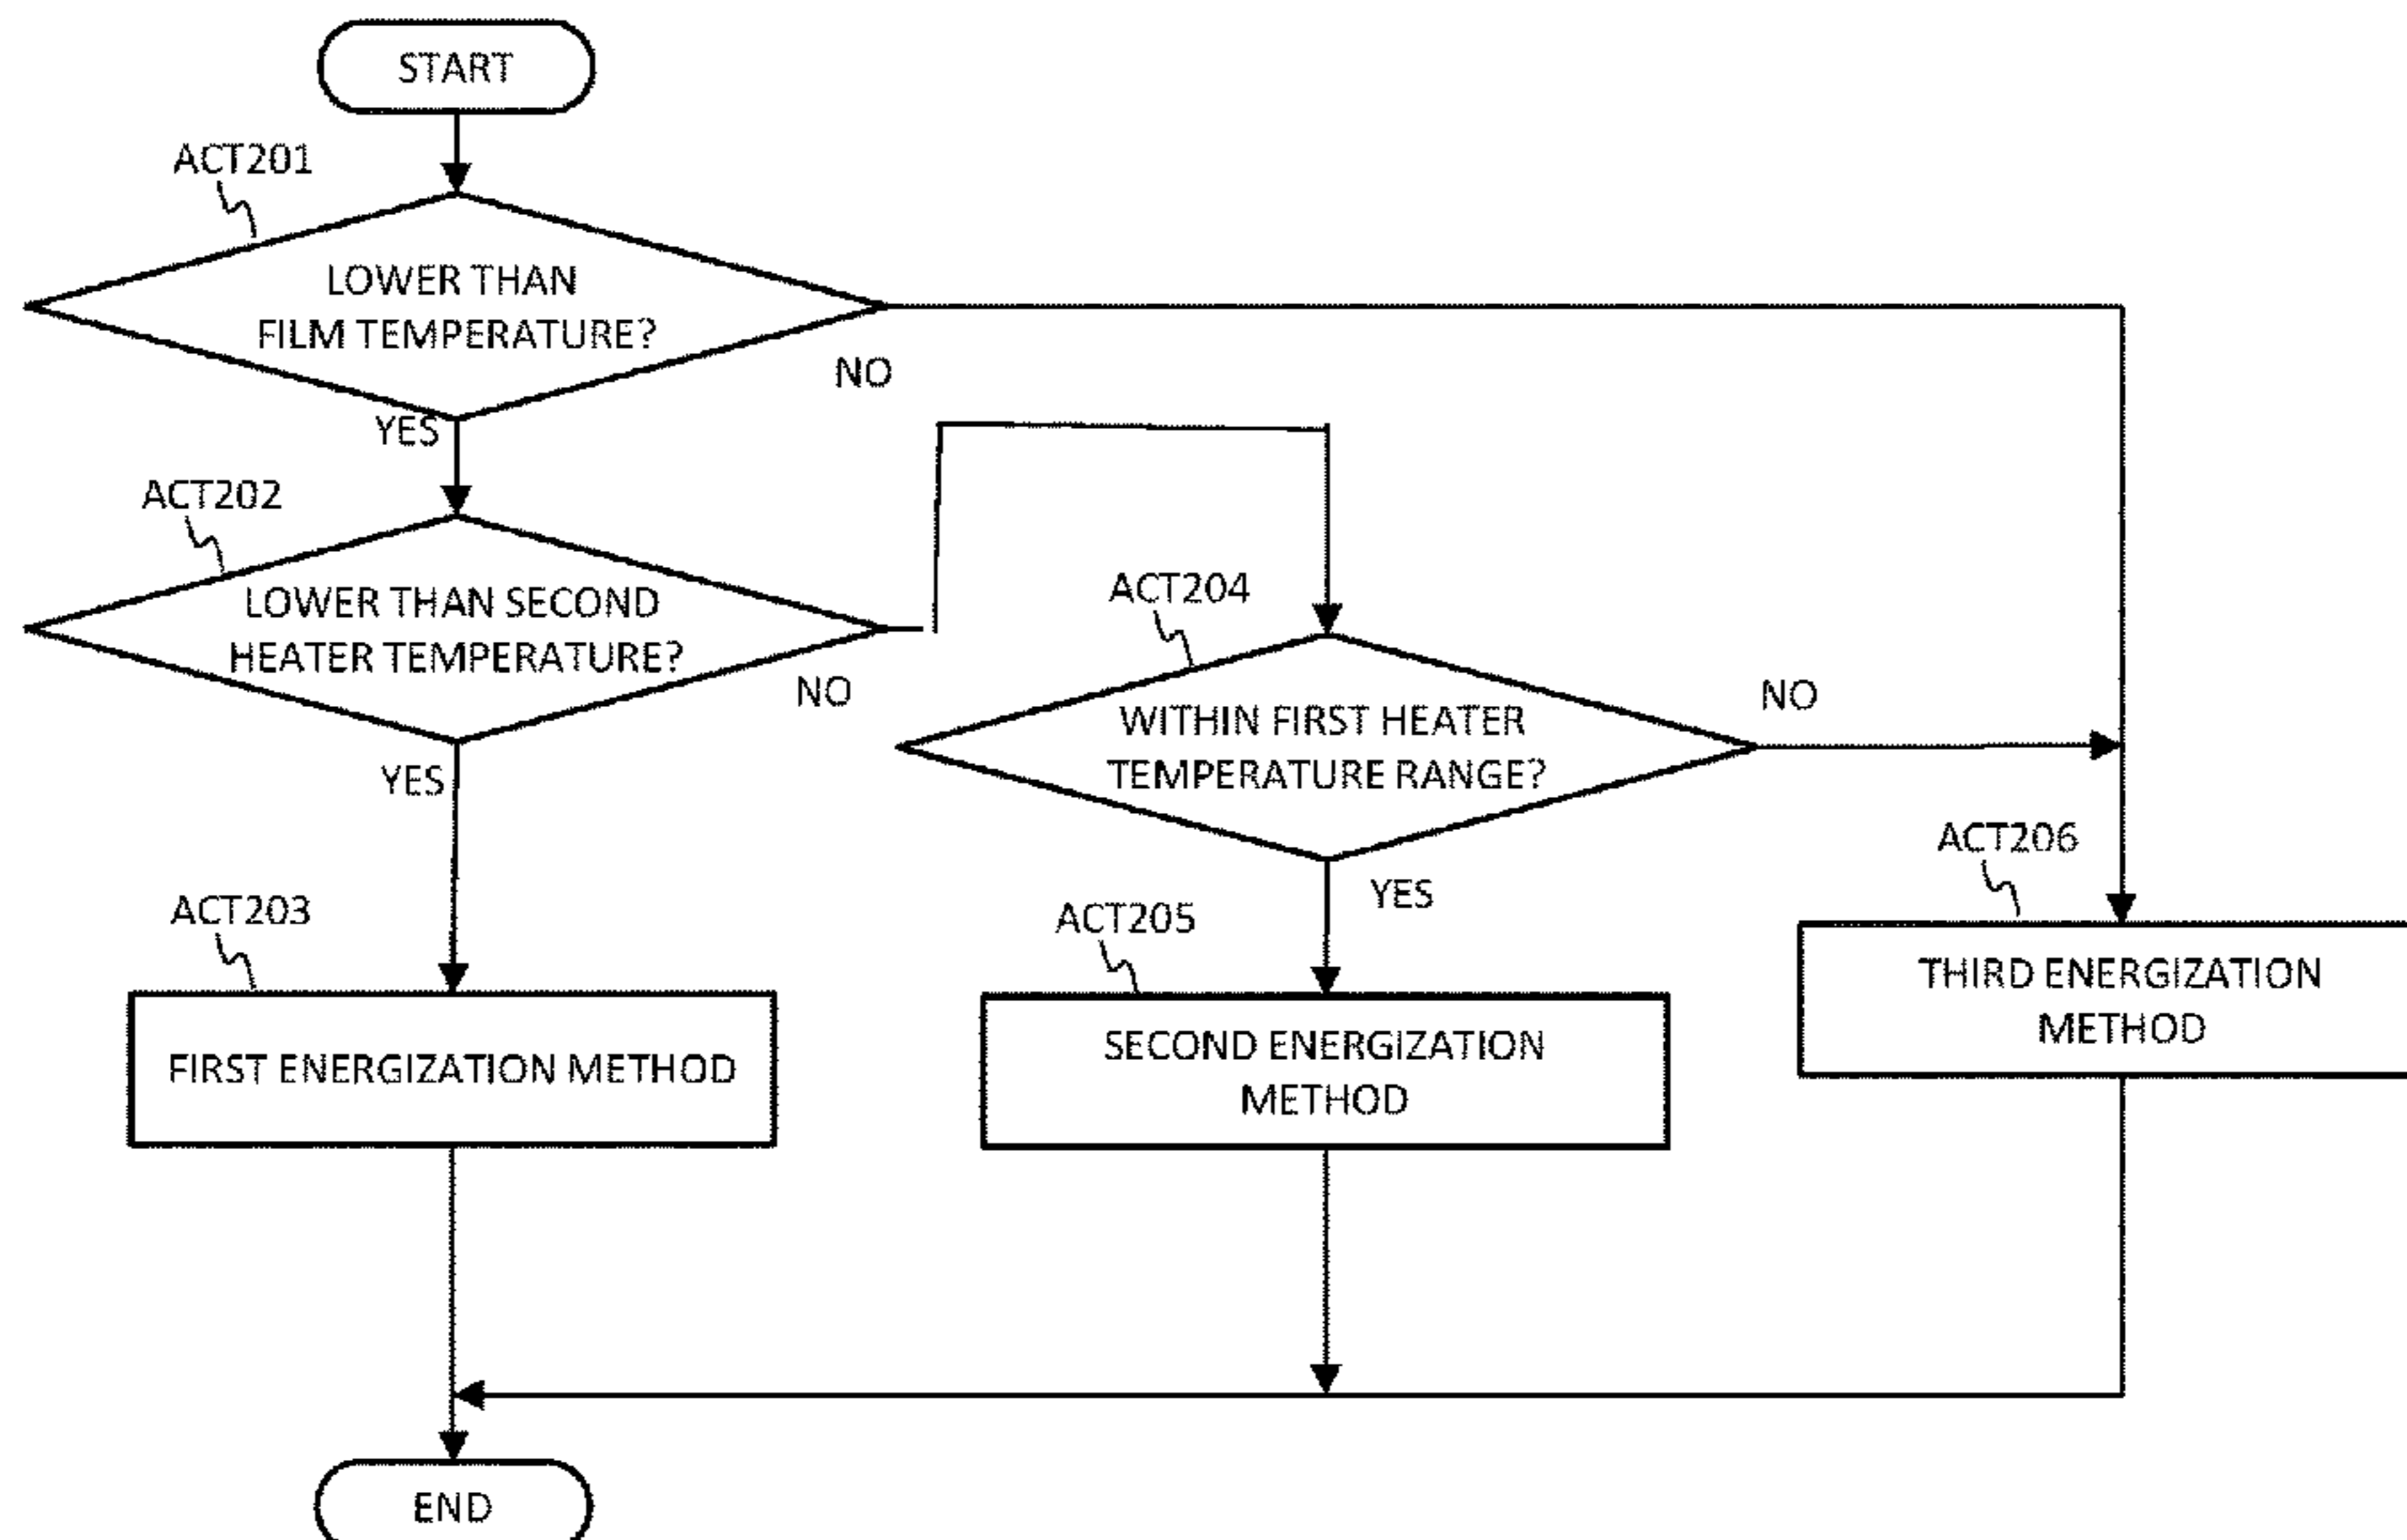 START
ACT201
LOWER THAN
FILM TEMPERATURE?
NO
YES
ACT202
LOWER THAN SECOND
HEATER TEMPERATURE?
NO
YES
ACT204
WITHIN FIRST HEATER
TEMPERATURE RANGE?
NO
YES
ACT203
FIRST ENERGIZATION METHOD
ACT205
SECOND ENERGIZATION
METHOD
ACT206
THIRD ENERGIZATION
METHOD
END